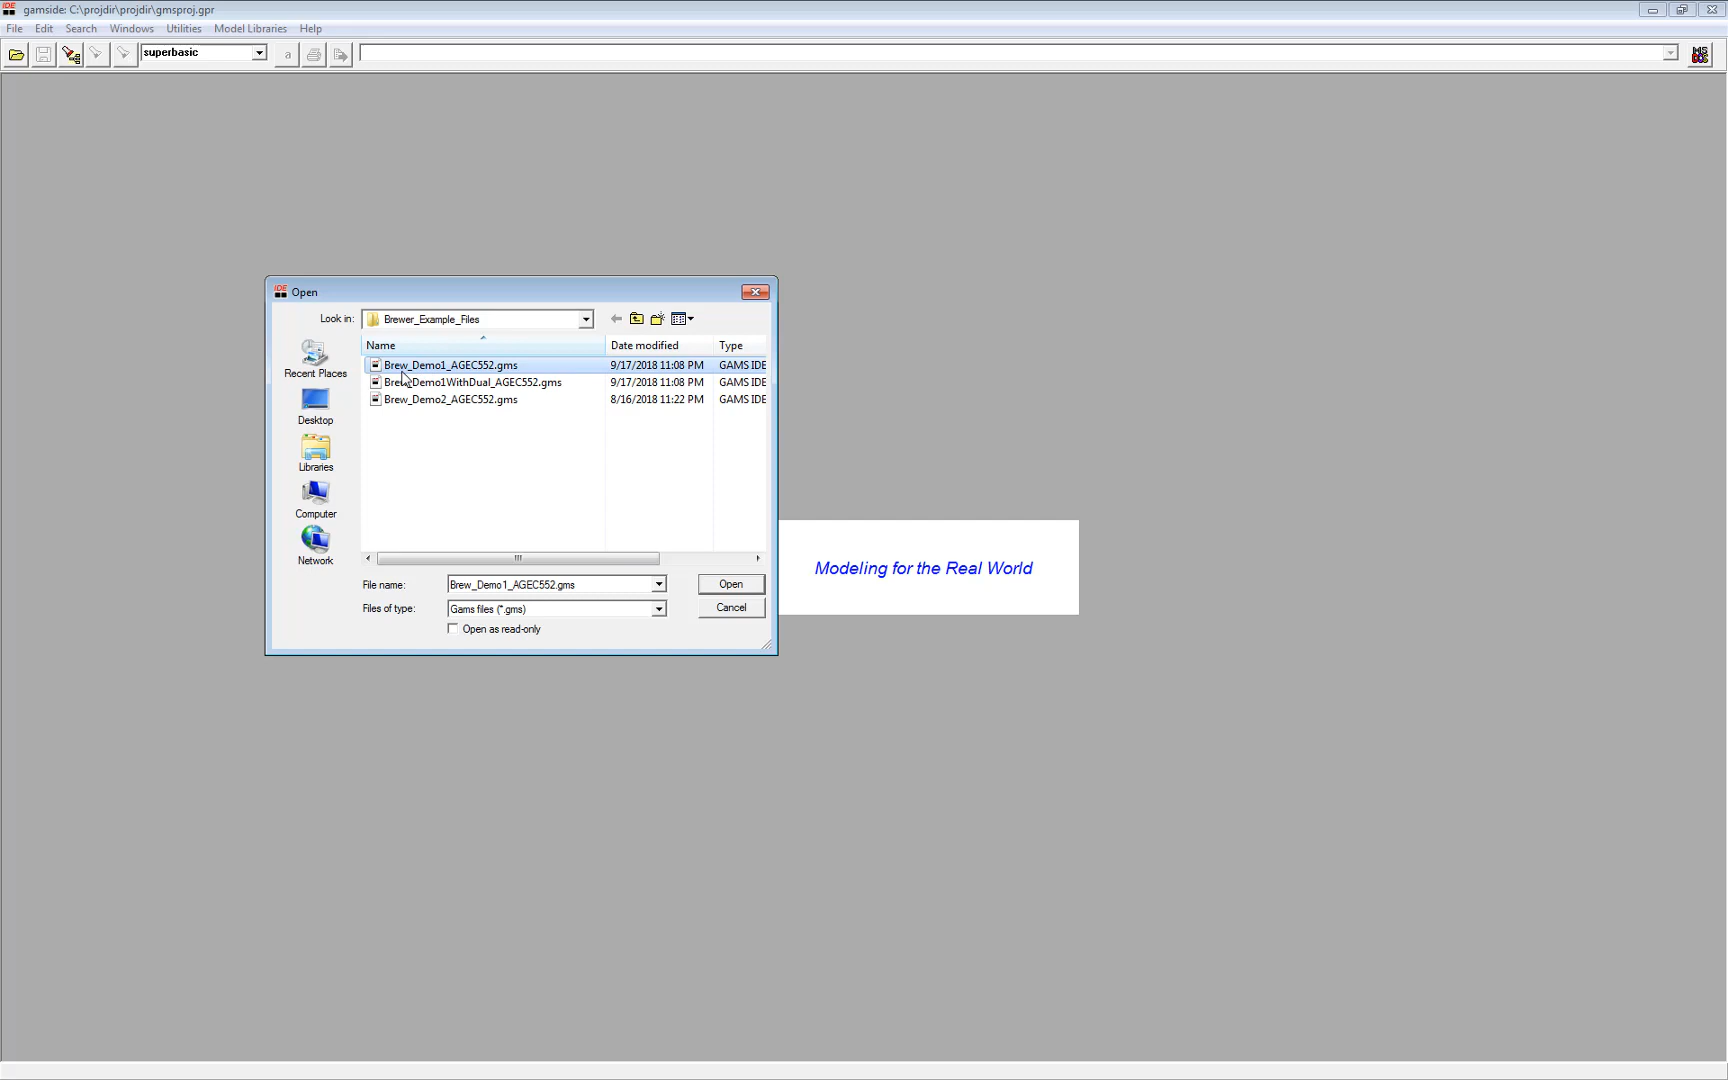 gamside: C:\projdir\projdir\gmsproj.gpr
File Edit Search Windows Utilities Model Libraries Help
superbasic a
IDE Open
Look in: Brewer_Example_Files
Name Date modified Type
Brew_Demo1_AGEC552.gms 9/17/2018 11:08 PM GAMS IDE
Brew_Demo1WithDual_AGEC552.gms 9/17/2018 11:08 PM GAMS IDE
Brew_Demo2_AGEC552.gms 8/16/2018 11:22 PM GAMS IDE
Recent Places
Desktop
Libraries
Computer
Network
File name: Brew_Demo1_AGEC552.gms Open
Files of type: Gams files (*.gms) Cancel
Open as read-only
Modeling for the Real World